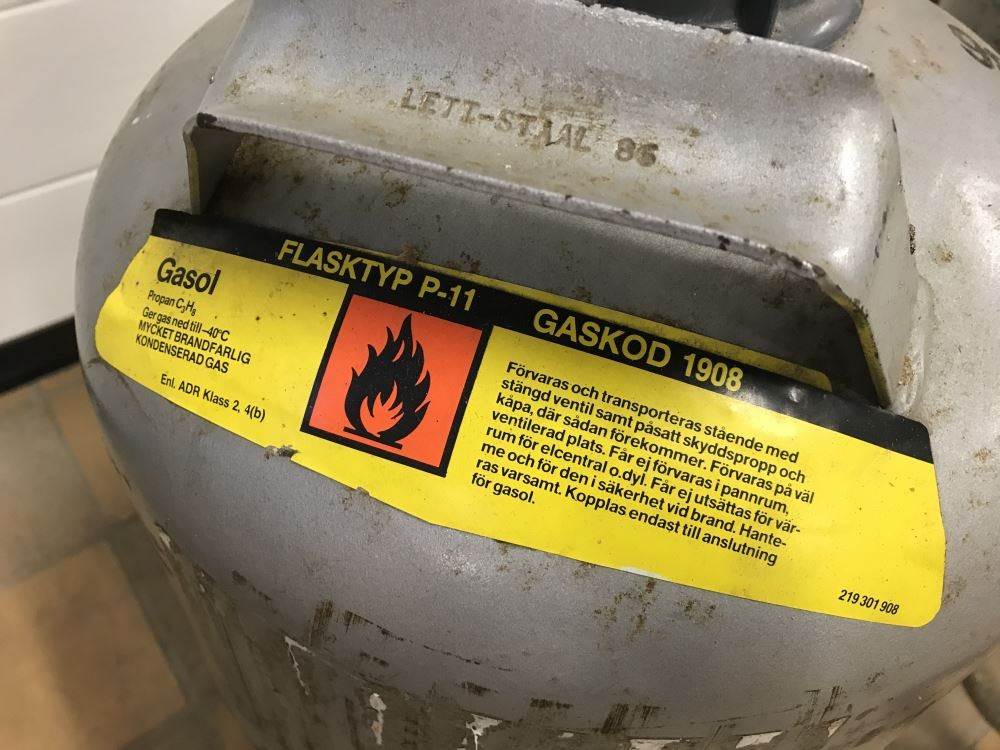 LETT-STÅAL 86
FLASKTYP P-11 GASKOD 1908
Gasol
Propan C₃H₈
Ger gas ned till –40°C
MYCKET BRANDFARLIG
KONDENSERAD GAS
Enl. ADR Klass 2, 4(b)
Förvaras och transporteras stående med
stängd ventil samt påsatt skyddspropp och
kåpa, där sådan förekommer. Förvaras på väl
ventilerad plats. Får ej förvaras i pannrum,
rum för elcentral o.dyl. Får ej utsättas för vär-
me och för den i säkerhet vid brand. Hante-
ras varsamt. Kopplas endast till anslutning
för gasol.
219 301 908